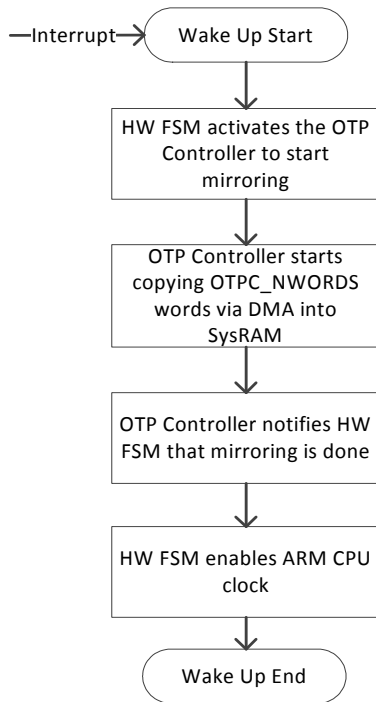 Interrupt
Wake Up Start
HW FSM activates the OTP
Controller to start
mirroring
OTP Controller starts
copying OTPC_NWORDS
words via DMA into
SysRAM
OTP Controller notifies HW
FSM that mirroring is done
HW FSM enables ARM CPU
clock
Wake Up End